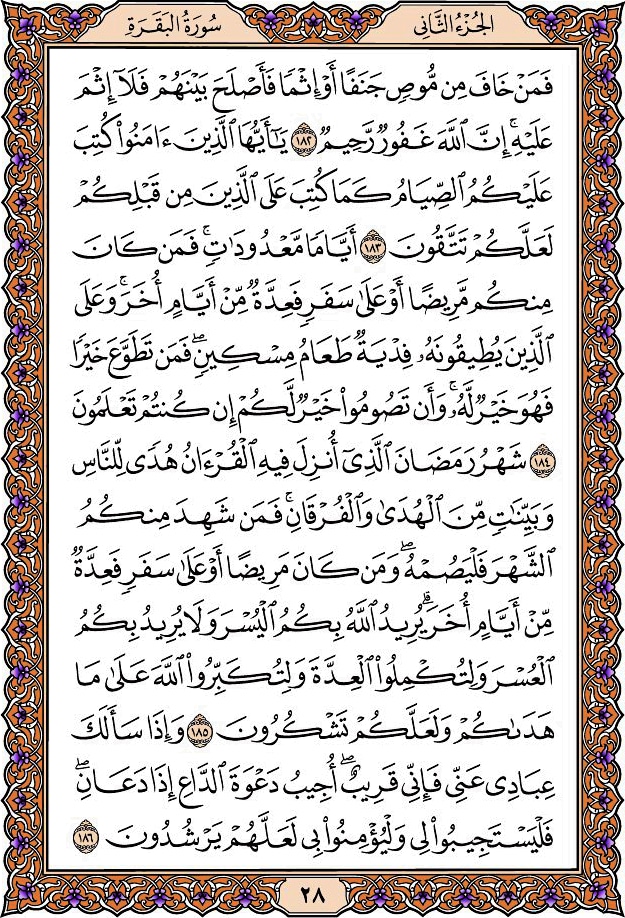 الجُزْءُ الثَّانِي
سُورَةُ البَقَرَةِ
فَمَنْ خَافَ مِن مُّوصٍ جَنَفًا أَوْ إِثْمًا فَأَصْلَحَ بَيْنَهُمْ فَلَآ إِثْمَ
عَلَيْهِ ۚ إِنَّ ٱللَّهَ غَفُورٌ رَّحِيمٌ ١٨٢ يَـٰٓأَيُّهَا ٱلَّذِينَ ءَامَنُوا۟ كُتِبَ
عَلَيْكُمُ ٱلصِّيَامُ كَمَا كُتِبَ عَلَى ٱلَّذِينَ مِن قَبْلِكُمْ
لَعَلَّكُمْ تَتَّقُونَ ١٨٣ أَيَّامًا مَّعْدُودَٰتٍ ۚ فَمَن كَانَ
مِنكُم مَّرِيضًا أَوْ عَلَىٰ سَفَرٍ فَعِدَّةٌ مِّنْ أَيَّامٍ أُخَرَ ۚ وَعَلَى
ٱلَّذِينَ يُطِيقُونَهُۥ فِدْيَةٌ طَعَامُ مِسْكِينٍ ۖ فَمَن تَطَوَّعَ خَيْرًا
فَهُوَ خَيْرٌ لَّهُۥ ۚ وَأَن تَصُومُوا۟ خَيْرٌ لَّكُمْ إِن كُنتُمْ تَعْلَمُونَ
١٨٤ شَهْرُ رَمَضَانَ ٱلَّذِىٓ أُنزِلَ فِيهِ ٱلْقُرْءَانُ هُدًى لِّلنَّاسِ
وَبَيِّنَـٰتٍ مِّنَ ٱلْهُدَىٰ وَٱلْفُرْقَانِ ۚ فَمَن شَهِدَ مِنكُمُ
ٱلشَّهْرَ فَلْيَصُمْهُ ۖ وَمَن كَانَ مَرِيضًا أَوْ عَلَىٰ سَفَرٍ فَعِدَّةٌ
مِّنْ أَيَّامٍ أُخَرَ ۗ يُرِيدُ ٱللَّهُ بِكُمُ ٱلْيُسْرَ وَلَا يُرِيدُ بِكُمُ
ٱلْعُسْرَ وَلِتُكْمِلُوا۟ ٱلْعِدَّةَ وَلِتُكَبِّرُوا۟ ٱللَّهَ عَلَىٰ مَا
هَدَىٰكُمْ وَلَعَلَّكُمْ تَشْكُرُونَ ١٨٥ وَإِذَا سَأَلَكَ
عِبَادِى عَنِّى فَإِنِّى قَرِيبٌ ۖ أُجِيبُ دَعْوَةَ ٱلدَّاعِ إِذَا دَعَانِ ۖ
فَلْيَسْتَجِيبُوا۟ لِى وَلْيُؤْمِنُوا۟ بِى لَعَلَّهُمْ يَرْشُدُونَ ١٨٦
٢٨